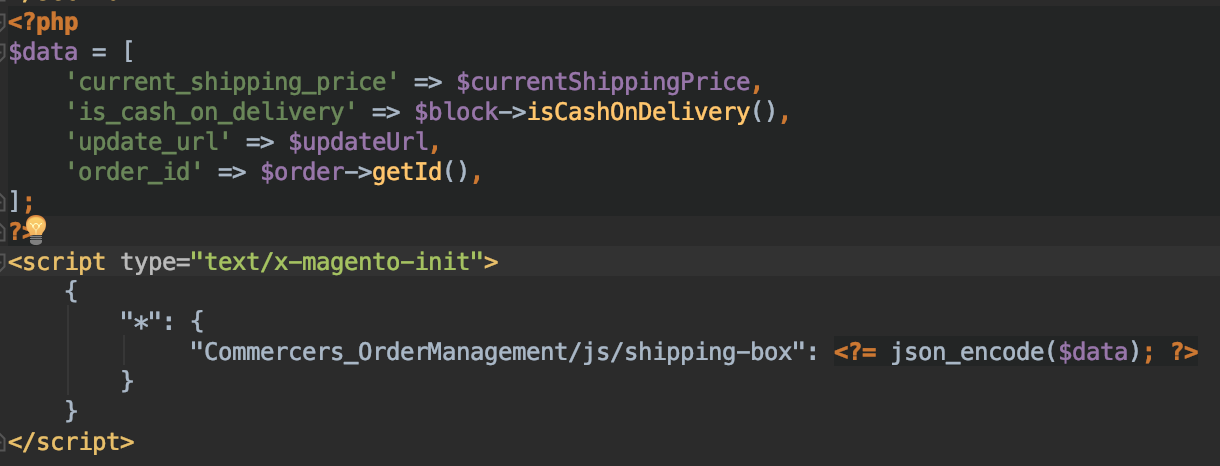 <?php
$data = [
    'current_shipping_price' => $currentShippingPrice,
    'is_cash_on_delivery' => $block->isCashOnDelivery(),
    'update_url' => $updateUrl,
    'order_id' => $order->getId(),
];
?>
<script type="text/x-magento-init">
    {
        "*": {
            "Commercers_OrderManagement/js/shipping-box": <?= json_encode($data); ?>
        }
    }
</script>